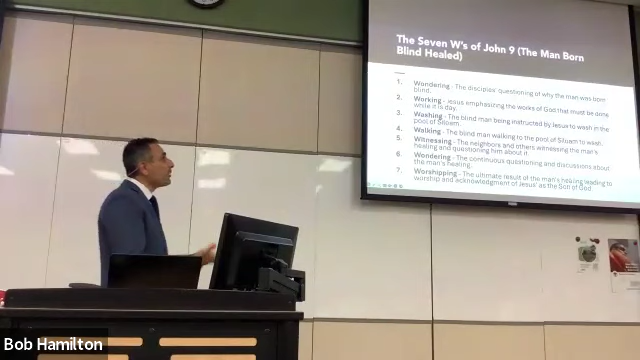 The Seven W's of John 9 (The Man Born
Blind Healed)
1. Wondering - The disciples' questioning of why the man was born
blind.
2. Working - Jesus emphasizing the works of God that must be done
while it is day.
3. Washing - The blind man being instructed by Jesus to wash in the
pool of Siloam.
4. Walking - The blind man walking to the pool of Siloam to wash.
5. Witnessing - The neighbors and others witnessing the man's
healing and questioning him about it.
6. Wondering - The continuous questioning and discussions about
the man's healing.
7. Worshipping - The ultimate result of the man's healing leading to
worship and acknowledgment of Jesus' as the Son of God.
Bob Hamilton